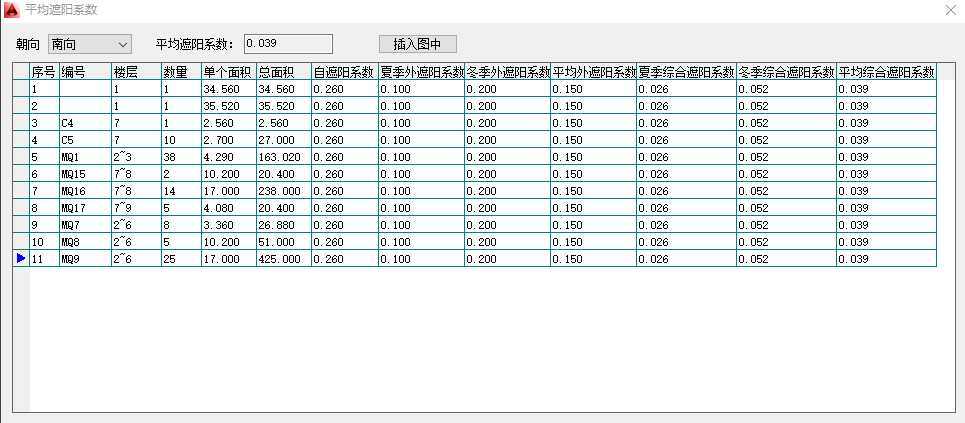 平均遮阳系数
朝向 南向 平均遮阳系数： 0.039 插入图中
序号 编号 楼层 数量 单个面积 总面积 自遮阳系数 夏季外遮阳系数 冬季外遮阳系数 平均外遮阳系数 夏季综合遮阳系数 冬季综合遮阳系数 平均综合遮阳系数
1 1 1 34.560 34.560 0.260 0.100 0.200 0.150 0.026 0.052 0.039
2 1 1 35.520 35.520 0.260 0.100 0.200 0.150 0.026 0.052 0.039
3 C4 7 1 2.560 2.560 0.260 0.100 0.200 0.150 0.026 0.052 0.039
4 C5 7 10 2.700 27.000 0.260 0.100 0.200 0.150 0.026 0.052 0.039
5 MQ1 2~3 38 4.290 163.020 0.260 0.100 0.200 0.150 0.026 0.052 0.039
6 MQ15 7~8 2 10.200 20.400 0.260 0.100 0.200 0.150 0.026 0.052 0.039
7 MQ16 7~8 14 17.000 238.000 0.260 0.100 0.200 0.150 0.026 0.052 0.039
8 MQ17 7~9 5 4.080 20.400 0.260 0.100 0.200 0.150 0.026 0.052 0.039
9 MQ7 2~6 8 3.360 26.880 0.260 0.100 0.200 0.150 0.026 0.052 0.039
10 MQ8 2~6 5 10.200 51.000 0.260 0.100 0.200 0.150 0.026 0.052 0.039
11 MQ9 2~6 25 17.000 425.000 0.260 0.100 0.200 0.150 0.026 0.052 0.039